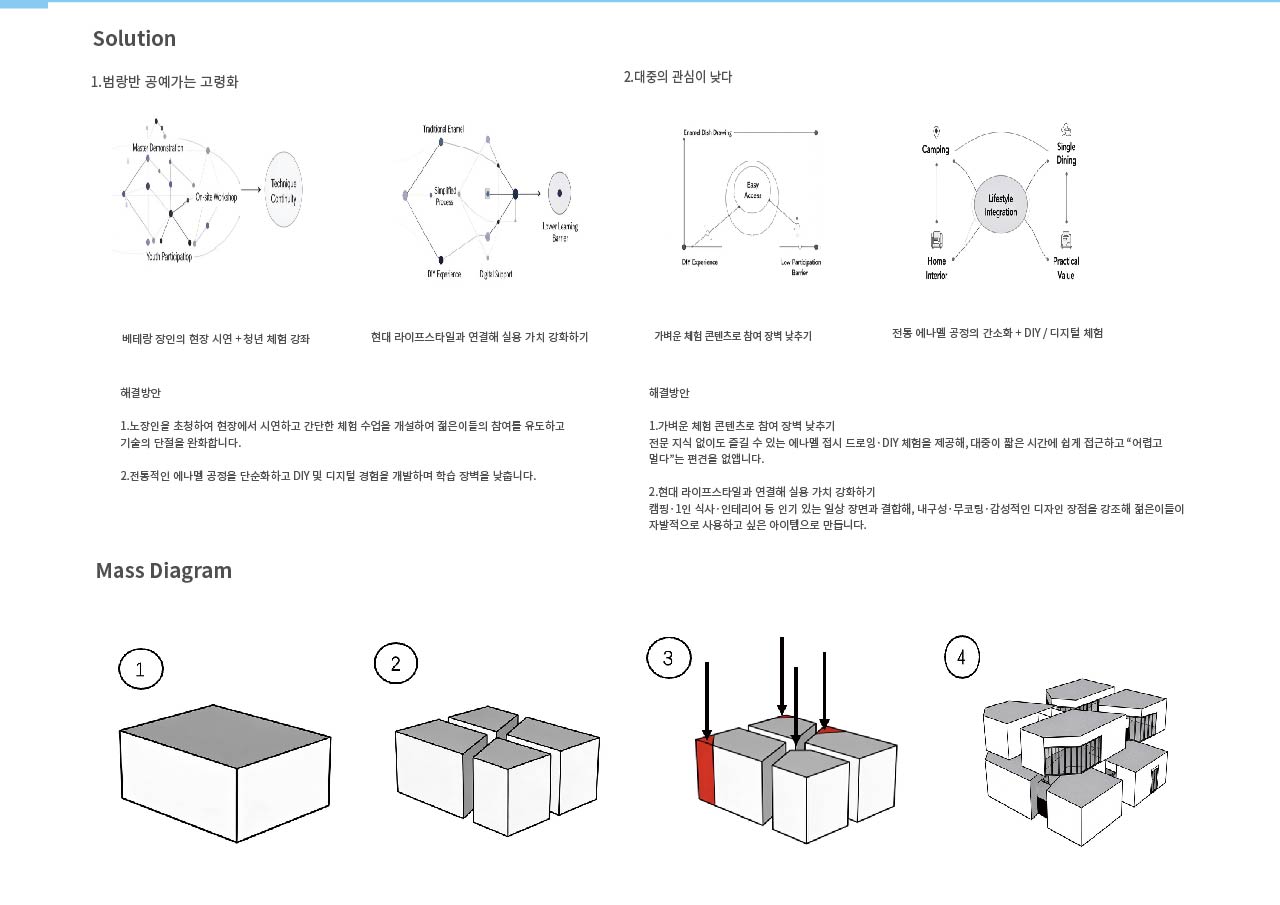 Solution
1.범랑반 공예가는 고령화
2.대중의 관심이 낮다
Master Demonstration
On-site Workshop
Youth Participation
Technique
Continuity
Traditional Enamel
Simplified
Process
DIY Experience
Digital Support
Lower Learning
Barrier
Enamel Dish Drawing
Easy
Access
DIY Experience
Low Participation
Barrier
Camping
Single
Dining
Lifestyle
Integration
Home
Interior
Practical
Value
베테랑 장인의 현장 시연 + 청년 체험 강좌
현대 라이프스타일과 연결해 실용 가치 강화하기
가벼운 체험 콘텐츠로 참여 장벽 낮추기
전통 에나멜 공정의 간소화 + DIY / 디지털 체험
해결방안
1.노장인을 초청하여 현장에서 시연하고 간단한 체험 수업을 개설하여 젊은이들의 참여를 유도하고
기술의 단절을 완화합니다.
2.전통적인 에나멜 공정을 단순화하고 DIY 및 디지털 경험을 개발하며 학습 장벽을 낮춥니다.
해결방안
1.가벼운 체험 콘텐츠로 참여 장벽 낮추기
전문 지식 없이도 즐길 수 있는 에나멜 접시 드로잉·DIY 체험을 제공해, 대중이 짧은 시간에 쉽게 접근하고 “어렵고
멀다”는 편견을 없앱니다.
2.현대 라이프스타일과 연결해 실용 가치 강화하기
캠핑·1인 식사·인테리어 등 인기 있는 일상 장면과 결합해, 내구성·무코팅·감성적인 디자인 장점을 강조해 젊은이들이
자발적으로 사용하고 싶은 아이템으로 만듭니다.
Mass Diagram
1
2
3
4